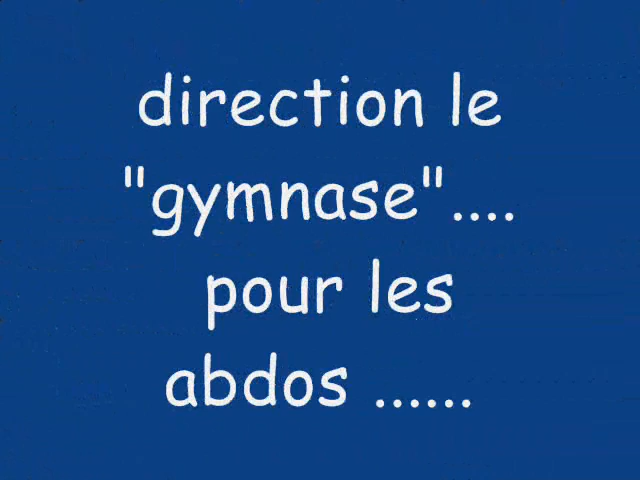 direction le
"gymnase"....
pour les
abdos ......